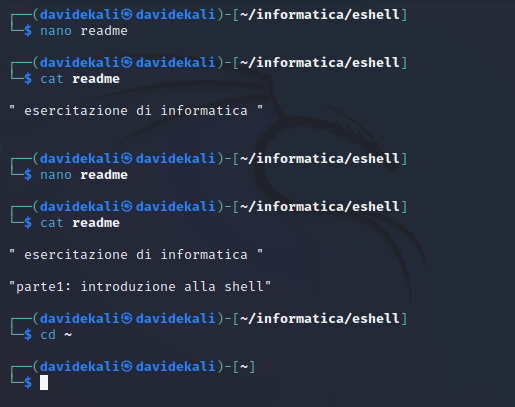 ┌──(davidekali㉿davidekali)-[~/informatica/eshell]
└─$ nano readme
┌──(davidekali㉿davidekali)-[~/informatica/eshell]
└─$ cat readme
" esercitazione di informatica "
┌──(davidekali㉿davidekali)-[~/informatica/eshell]
└─$ nano readme
┌──(davidekali㉿davidekali)-[~/informatica/eshell]
└─$ cat readme
" esercitazione di informatica "
"parte1: introduzione alla shell"
┌──(davidekali㉿davidekali)-[~/informatica/eshell]
└─$ cd ~
┌──(davidekali㉿davidekali)-[~]
└─$